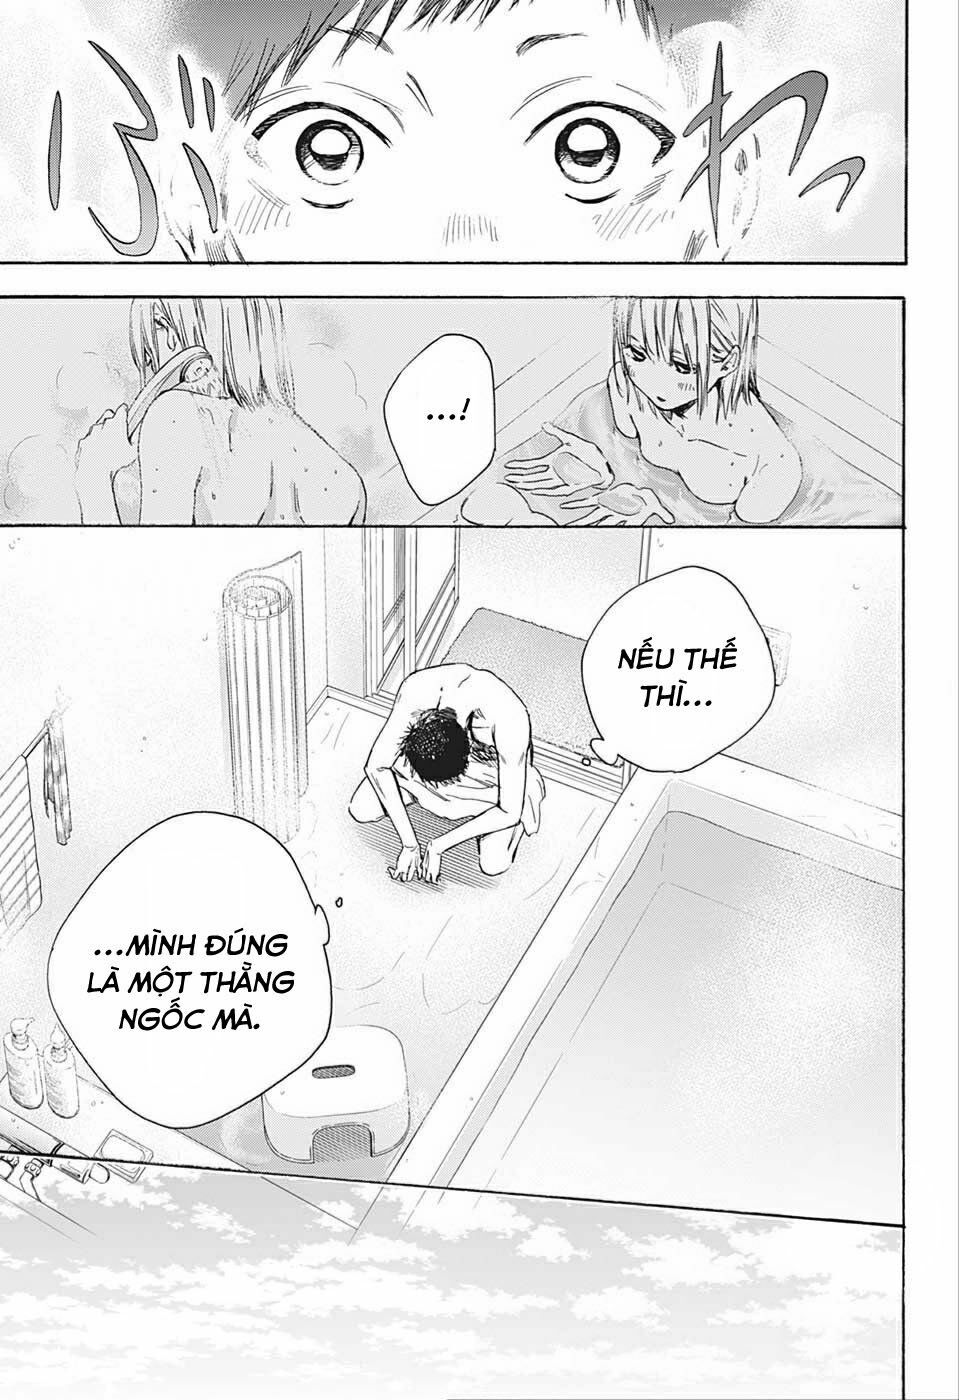 ぶわっ
…!
NẾU THẾ
THÌ…
…MÌNH ĐÚNG
LÀ MỘT THẰNG
NGỐC MÀ.